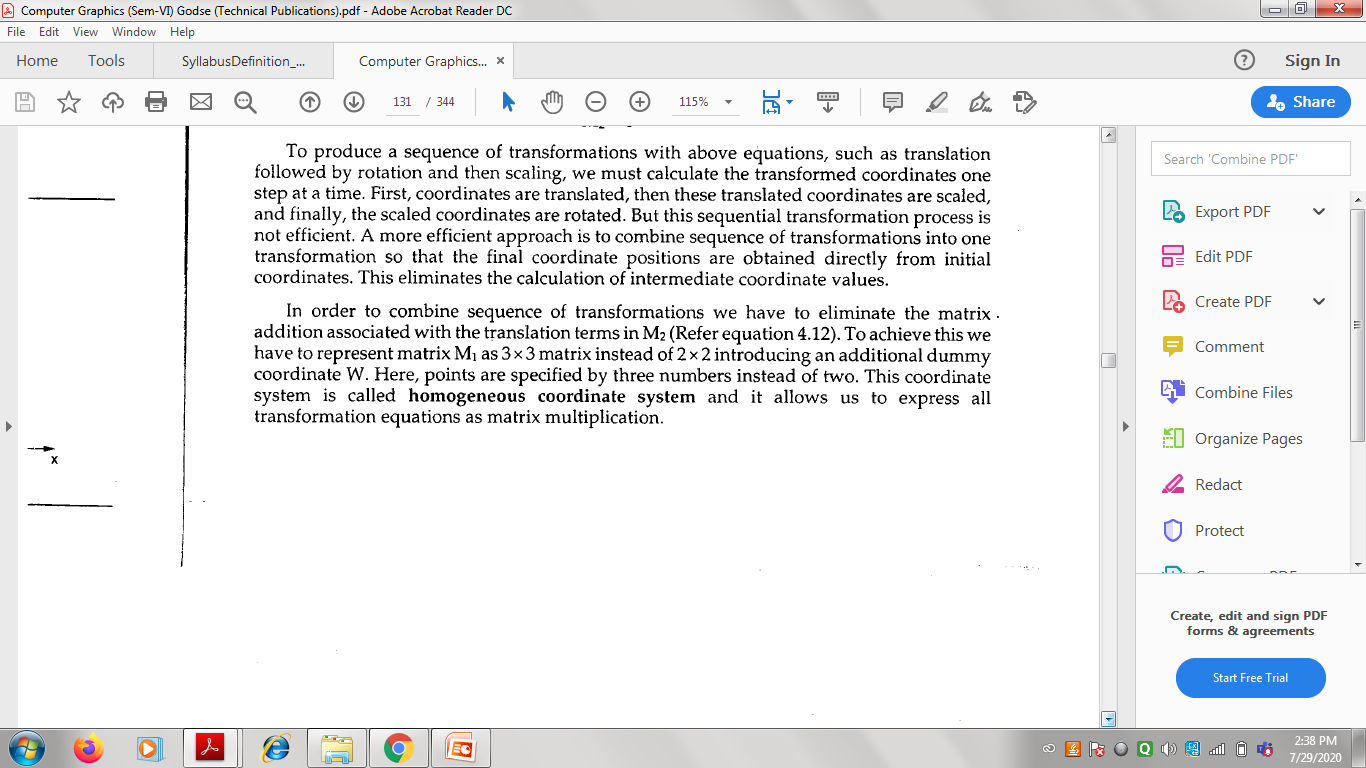 Computer Graphics (Sem-VI) Godse (Technical Publications).pdf - Adobe Acrobat Reader DC
File Edit View Window Help
Home Tools SyllabusDefinition_... Computer Graphics... × ? Sign In
131 / 344 115% Share
To produce a sequence of transformations with above equations, such as translation
followed by rotation and then scaling, we must calculate the transformed coordinates one
step at a time. First, coordinates are translated, then these translated coordinates are scaled,
and finally, the scaled coordinates are rotated. But this sequential transformation process is
not efficient. A more efficient approach is to combine sequence of transformations into one
transformation so that the final coordinate positions are obtained directly from initial
coordinates. This eliminates the calculation of intermediate coordinate values.
In order to combine sequence of transformations we have to eliminate the matrix
addition associated with the translation terms in M₂ (Refer equation 4.12). To achieve this we
have to represent matrix M₁ as 3×3 matrix instead of 2×2 introducing an additional dummy
coordinate W. Here, points are specified by three numbers instead of two. This coordinate
system is called homogeneous coordinate system and it allows us to express all
transformation equations as matrix multiplication.
x
Search 'Combine PDF'
Export PDF
Edit PDF
Create PDF
Comment
Combine Files
Organize Pages
Redact
Protect
Create, edit and sign PDF
forms & agreements
Start Free Trial
2:38 PM
7/29/2020